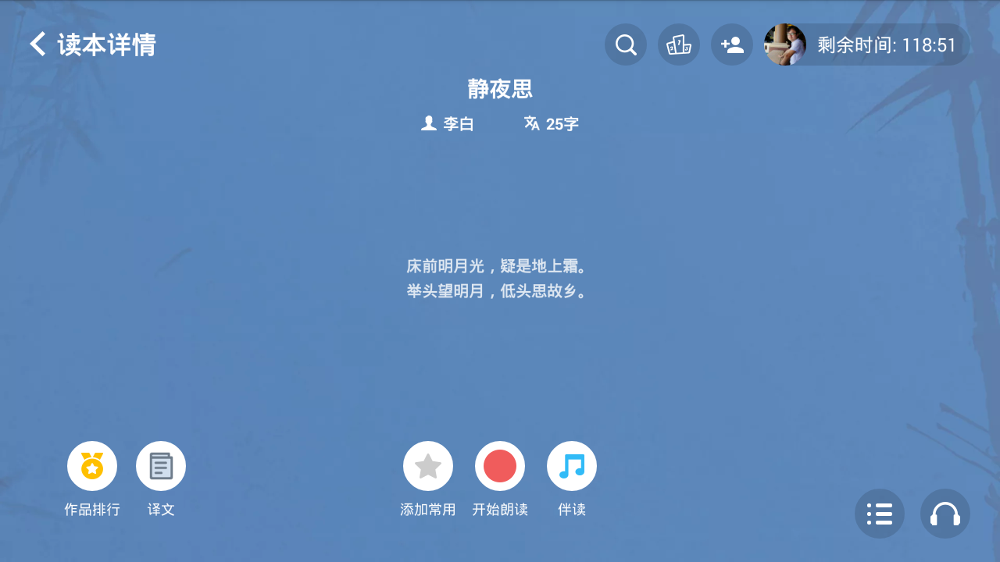 读本详情
剩余时间: 118:51
静夜思
李白
25字
床前明月光，疑是地上霜。
举头望明月，低头思故乡。
作品排行
译文
添加常用
开始朗读
伴读